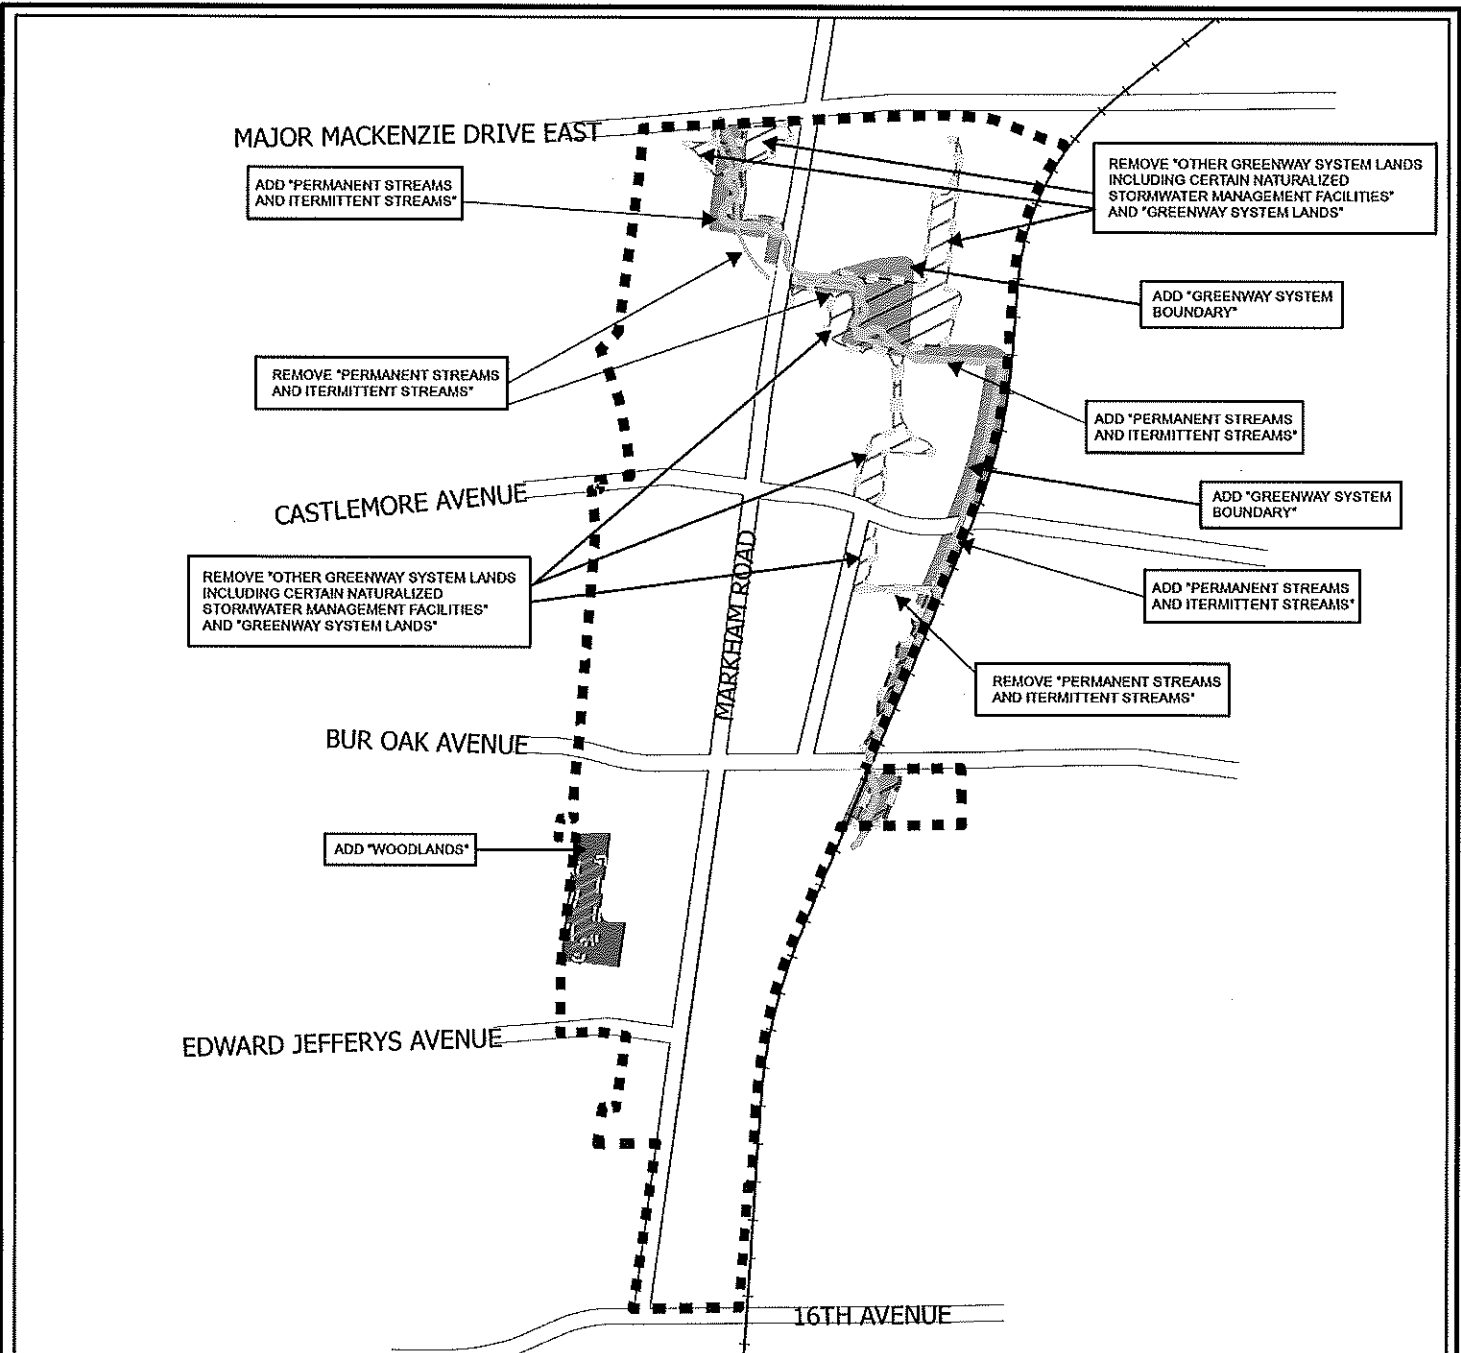 MAJOR MACKENZIE DRIVE EAST
REMOVE "OTHER GREENWAY SYSTEM LANDS
INCLUDING CERTAIN NATURALIZED
STORMWATER MANAGEMENT FACILITIES"
AND "GREENWAY SYSTEM LANDS"
ADD "PERMANENT STREAMS
AND ITERMITTENT STREAMS"
ADD "GREENWAY SYSTEM
BOUNDARY"
REMOVE "PERMANENT STREAMS
AND ITERMITTENT STREAMS"
ADD "PERMANENT STREAMS
AND ITERMITTENT STREAMS"
CASTLEMORE AVENUE
ADD "GREENWAY SYSTEM
BOUNDARY"
REMOVE "OTHER GREENWAY SYSTEM LANDS
INCLUDING CERTAIN NATURALIZED
STORMWATER MANAGEMENT FACILITIES"
AND "GREENWAY SYSTEM LANDS"
MARKHAM ROAD
ADD "PERMANENT STREAMS
AND ITERMITTENT STREAMS"
REMOVE "PERMANENT STREAMS
AND ITERMITTENT STREAMS"
BUR OAK AVENUE
ADD "WOODLANDS"
EDWARD JEFFERYS AVENUE
16TH AVENUE